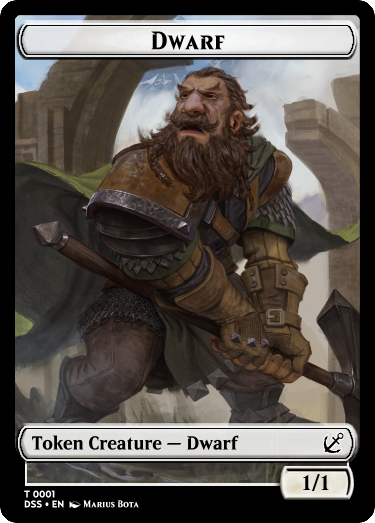 Dwarf
Token Creature — Dwarf
1/1
T 0001
DSS • EN Marius Bota